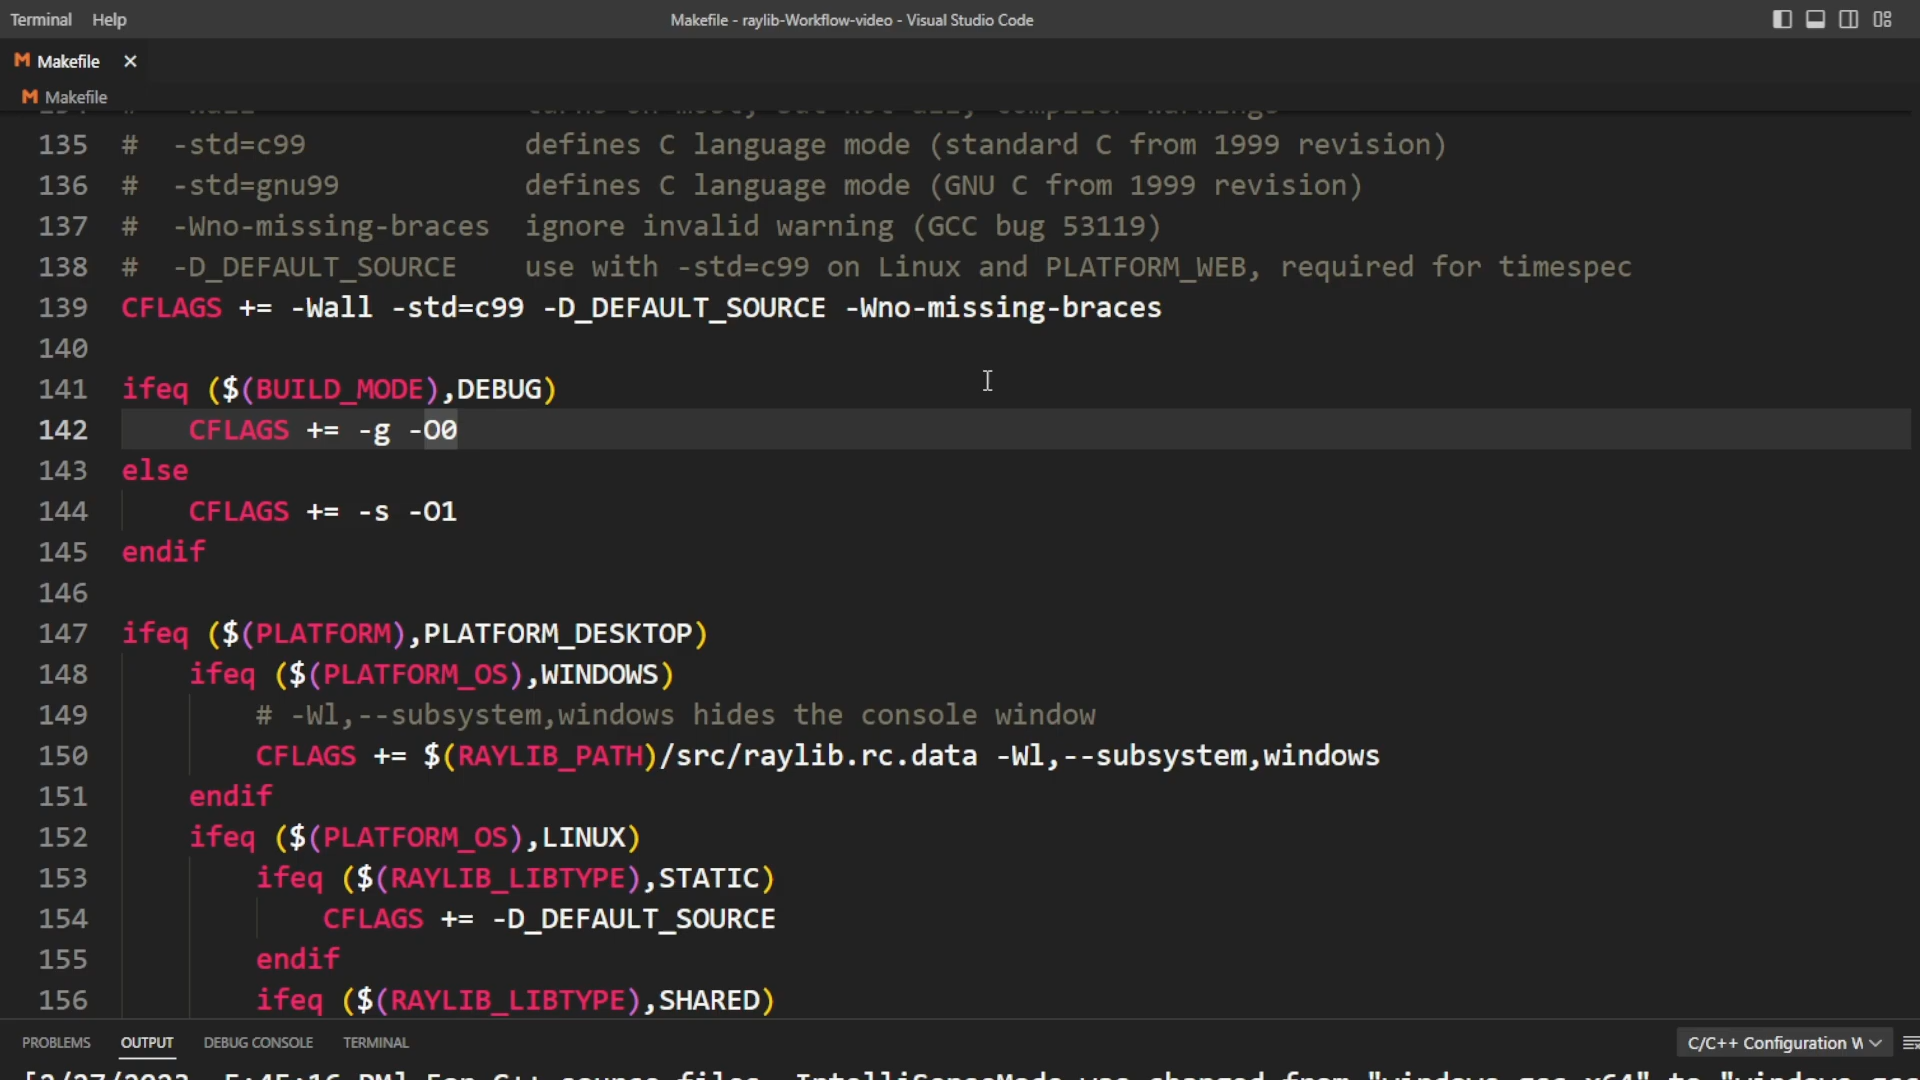 Terminal Help
Makefile - raylib-Workflow-video - Visual Studio Code
M Makefile ×
M Makefile
135 #  -std=c99             defines C language mode (standard C from 1999 revision)
136 #  -std=gnu99           defines C language mode (GNU C from 1999 revision)
137 #  -Wno-missing-braces  ignore invalid warning (GCC bug 53119)
138 #  -D_DEFAULT_SOURCE    use with -std=c99 on Linux and PLATFORM_WEB, required for timespec
139 CFLAGS += -Wall -std=c99 -D_DEFAULT_SOURCE -Wno-missing-braces
140
141 ifeq ($(BUILD_MODE),DEBUG)
142     CFLAGS += -g -O0
143 else
144     CFLAGS += -s -O1
145 endif
146
147 ifeq ($(PLATFORM),PLATFORM_DESKTOP)
148     ifeq ($(PLATFORM_OS),WINDOWS)
149         # -Wl,--subsystem,windows hides the console window
150         CFLAGS += $(RAYLIB_PATH)/src/raylib.rc.data -Wl,--subsystem,windows
151     endif
152     ifeq ($(PLATFORM_OS),LINUX)
153         ifeq ($(RAYLIB_LIBTYPE),STATIC)
154             CFLAGS += -D_DEFAULT_SOURCE
155         endif
156         ifeq ($(RAYLIB_LIBTYPE),SHARED)
PROBLEMS OUTPUT DEBUG CONSOLE TERMINAL
C/C++ Configuration W